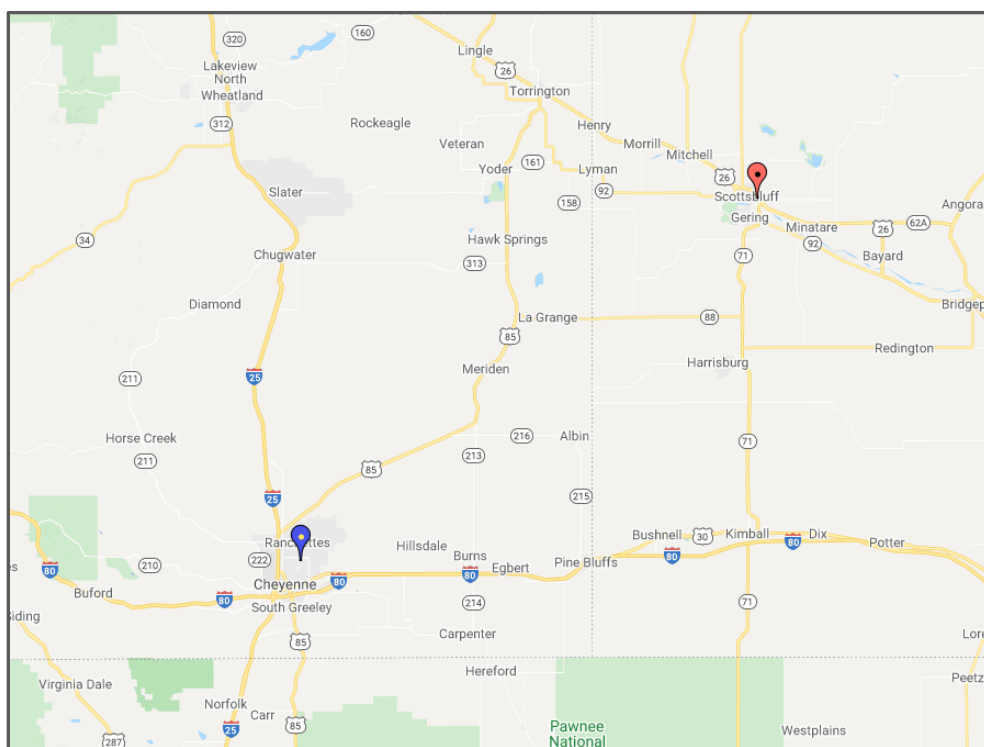 320
160
Lingle
26
Lakeview
North
Wheatland
Torrington
312
Rockeagle
Henry
Veteran
Morrill
Mitchell
Yoder
161
Lyman
26
92
Slater
158
Scottsbluff
Gering
Angora
62A
Minatare
26
92
34
Hawk Springs
Chugwater
313
71
Bayard
Diamond
Bridgep
La Grange
88
85
Redington
Harrisburg
Meriden
211
25
Horse Creek
216
Albin
71
211
213
85
215
25
Bushnell
30
Kimball
Dix
80
Potter
Hillsdale
Burns
80
Egbert
Pine Bluffs
222
210
80
80
Cheyenne
80
Buford
80
South Greeley
214
71
Siding
85
Carpenter
Lore
Hereford
Peetz
Virginia Dale
Norfolk
Carr
85
25
287
Pawnee
National
Westplains